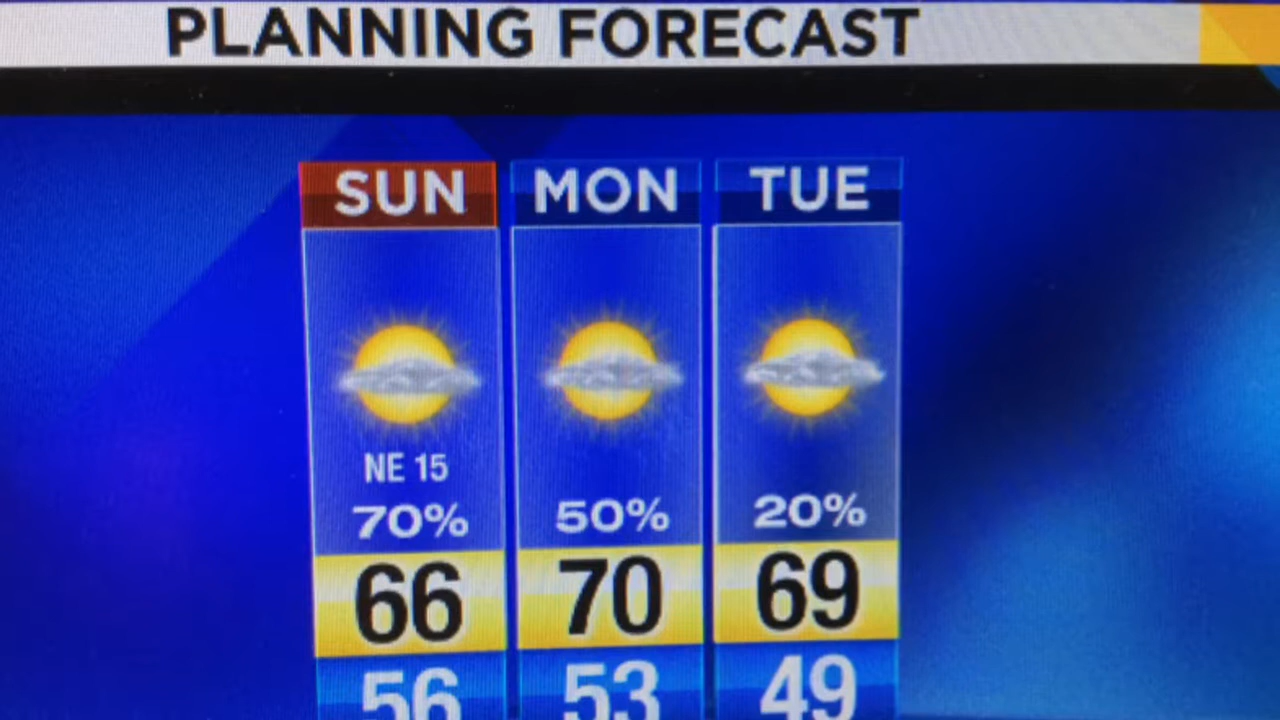 PLANNING FORECAST
SUN MON TUE
NE 15
70% 50% 20%
66 70 69
56 53 49